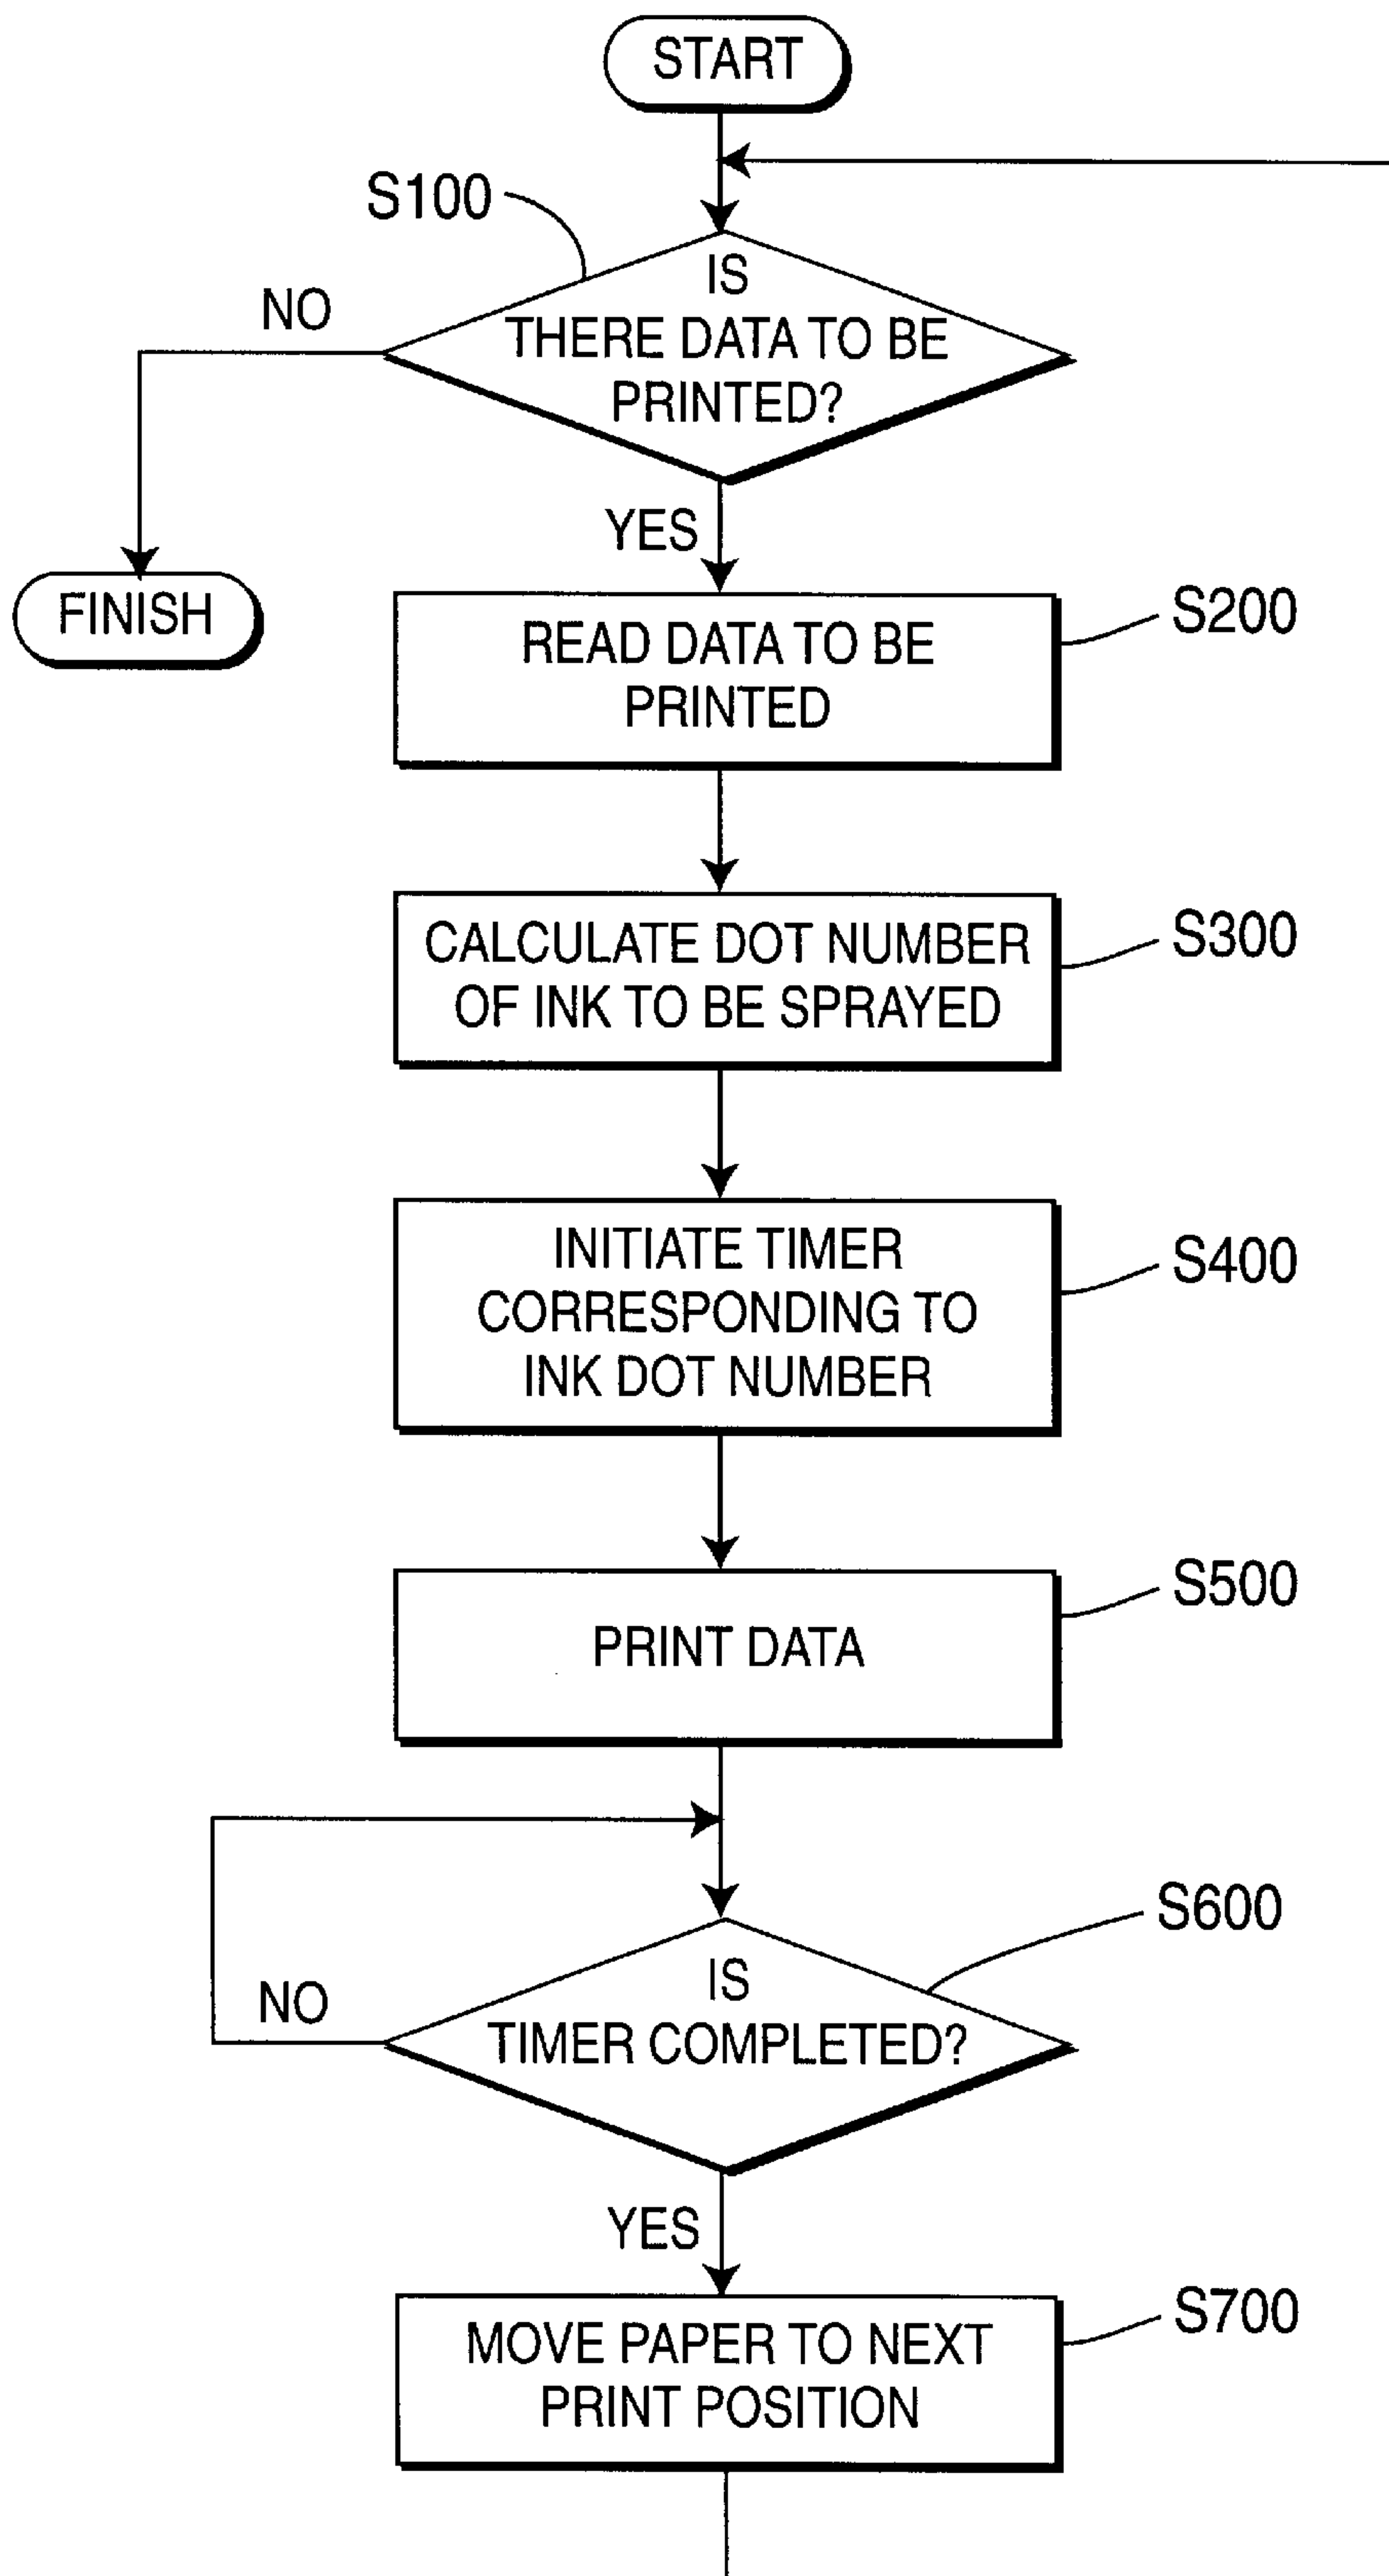 START
S100
NO
IS
THERE DATA TO BE
PRINTED?
YES
FINISH
READ DATA TO BE
PRINTED
S200
CALCULATE DOT NUMBER
OF INK TO BE SPRAYED
S300
INITIATE TIMER
CORRESPONDING TO
INK DOT NUMBER
S400
PRINT DATA
S500
S600
NO
IS
TIMER COMPLETED?
YES
MOVE PAPER TO NEXT
PRINT POSITION
S700